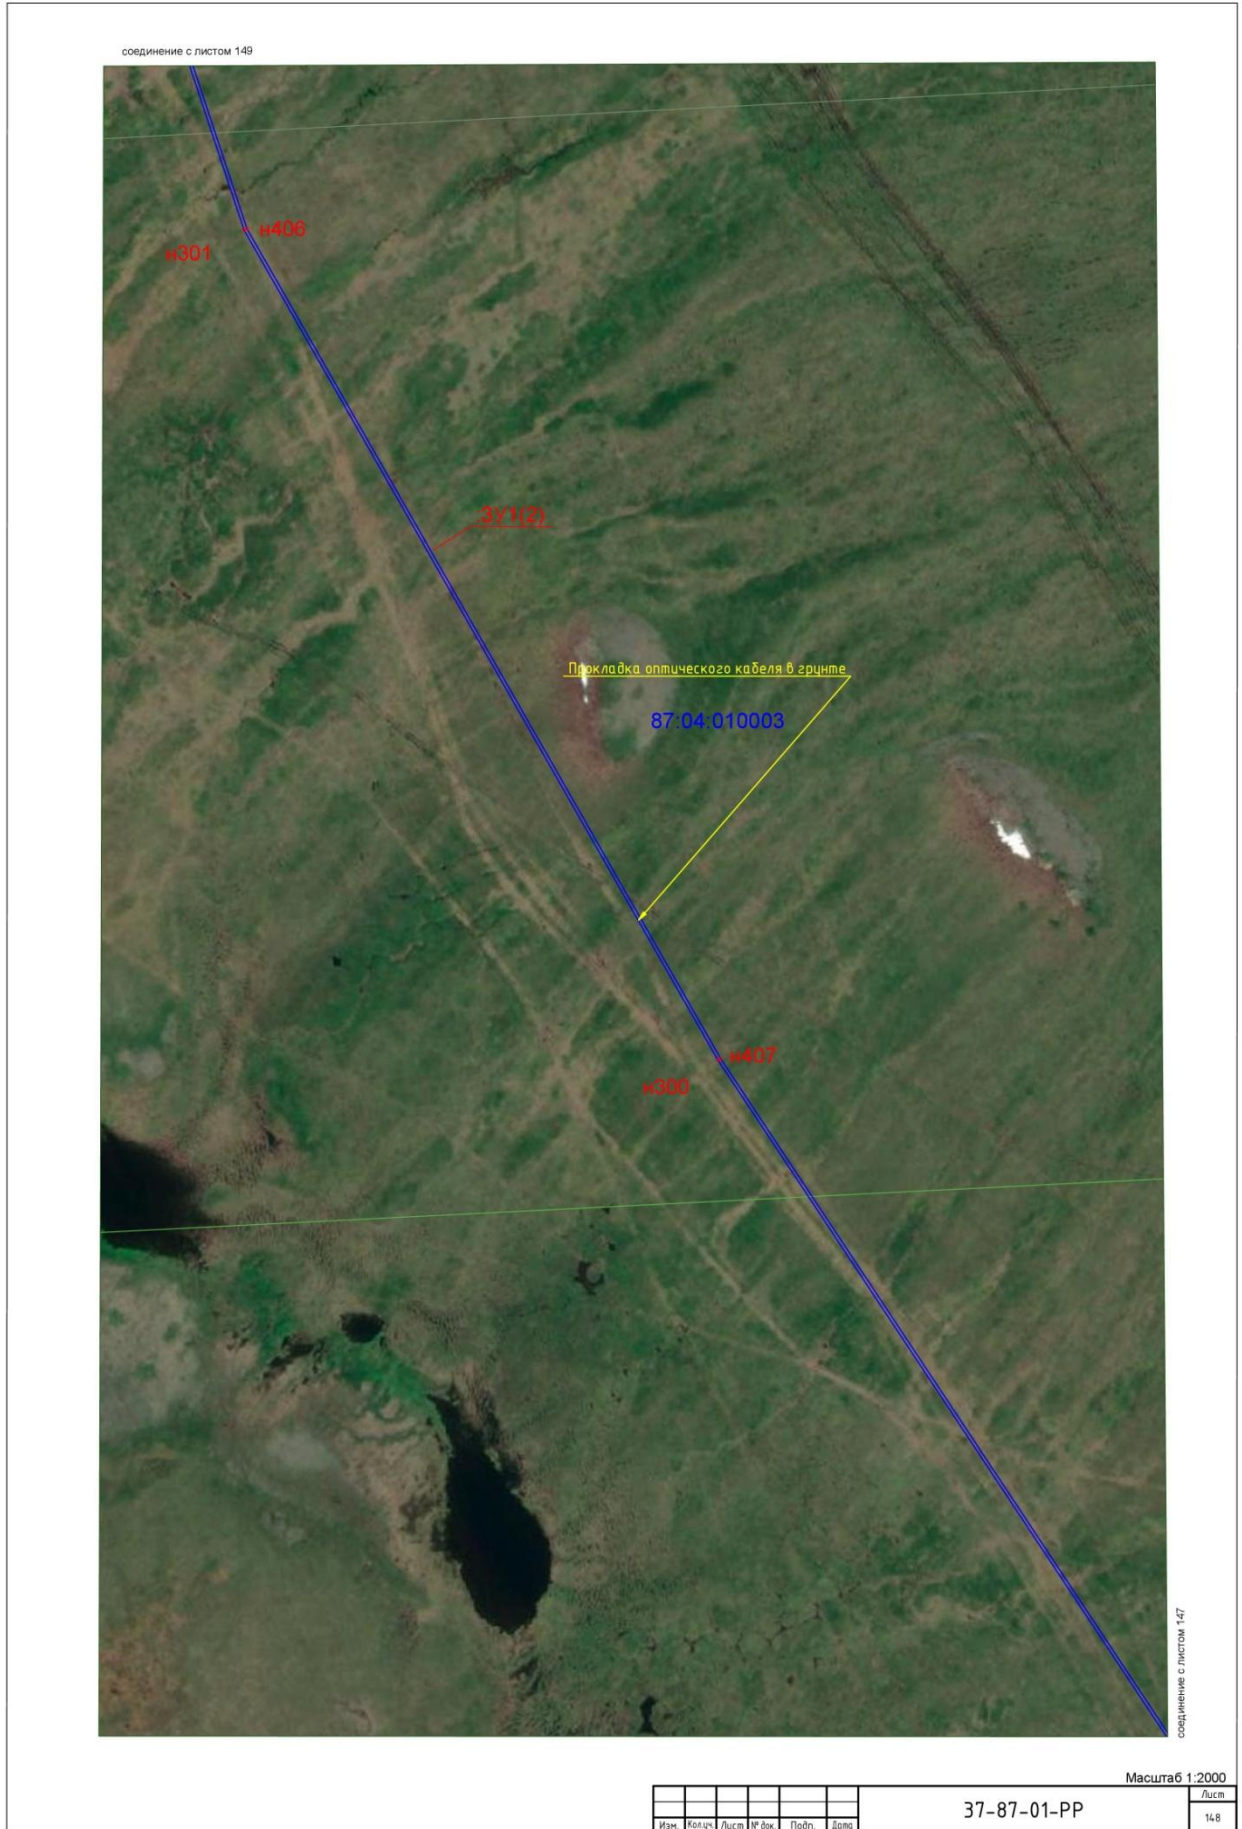 соединение с листом 149
н406
н301
ЗУ1(2)
Прокладка оптического кабеля в грунте
87:04:010003
н407
н300
соединение с листом 147
Масштаб 1:2000
37-87-01-РР
Лист
148
Изм. Кол.уч. Лист № док. Подп. Дата